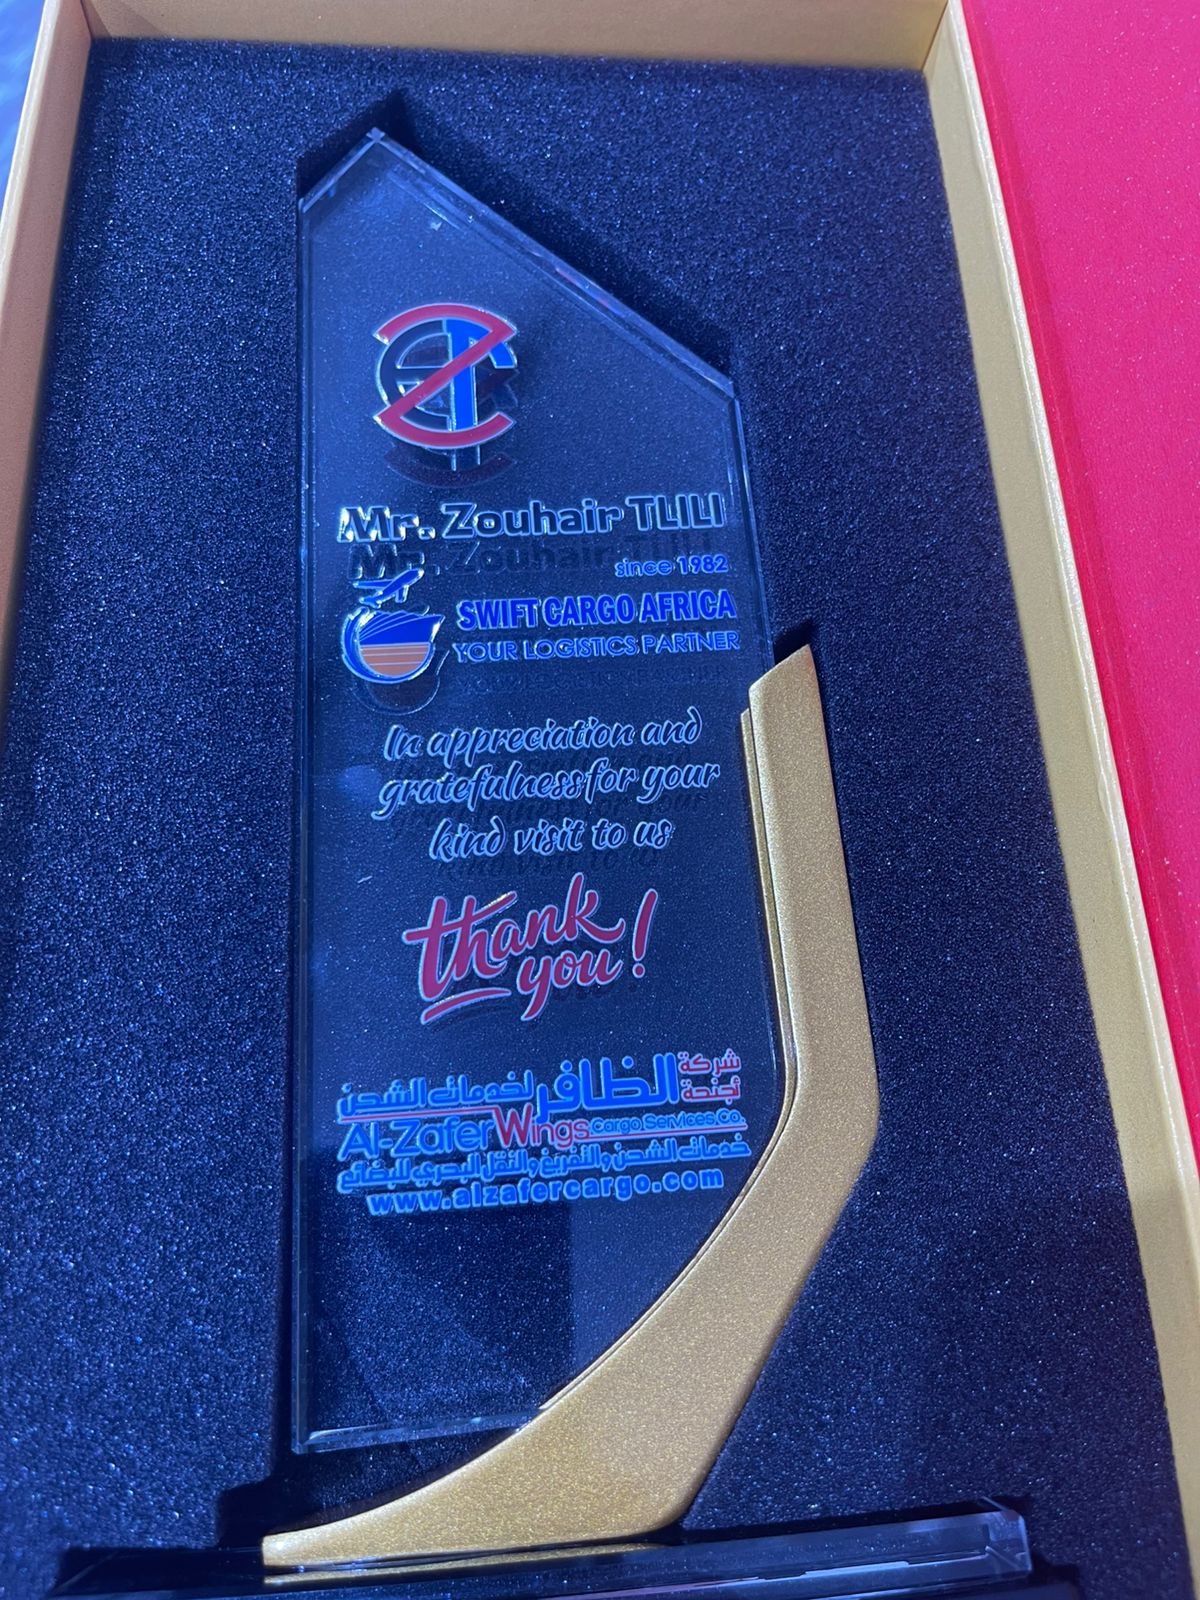 Mr. Zouhair TLILI
since 1982
SWIFT CARGO AFRICA
YOUR LOGISTICS PARTNER
In appreciation and
gratefulness for your
kind visit to us
thank
you!
شركة أجنحة الظافر لخدمات الشحن
Al-Zafer Wings Cargo Services Co.
خدمات الشحن والتفريغ والنقل البحري للبضائع
www.alzafercargo.com